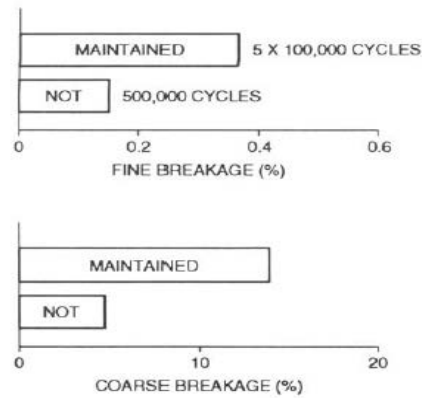 MAINTAINED 5 X 100,000 CYCLES
NOT 500,000 CYCLES
0 0.2 0.4 0.6
FINE BREAKAGE (%)
MAINTAINED
NOT
0 10 20
COARSE BREAKAGE (%)